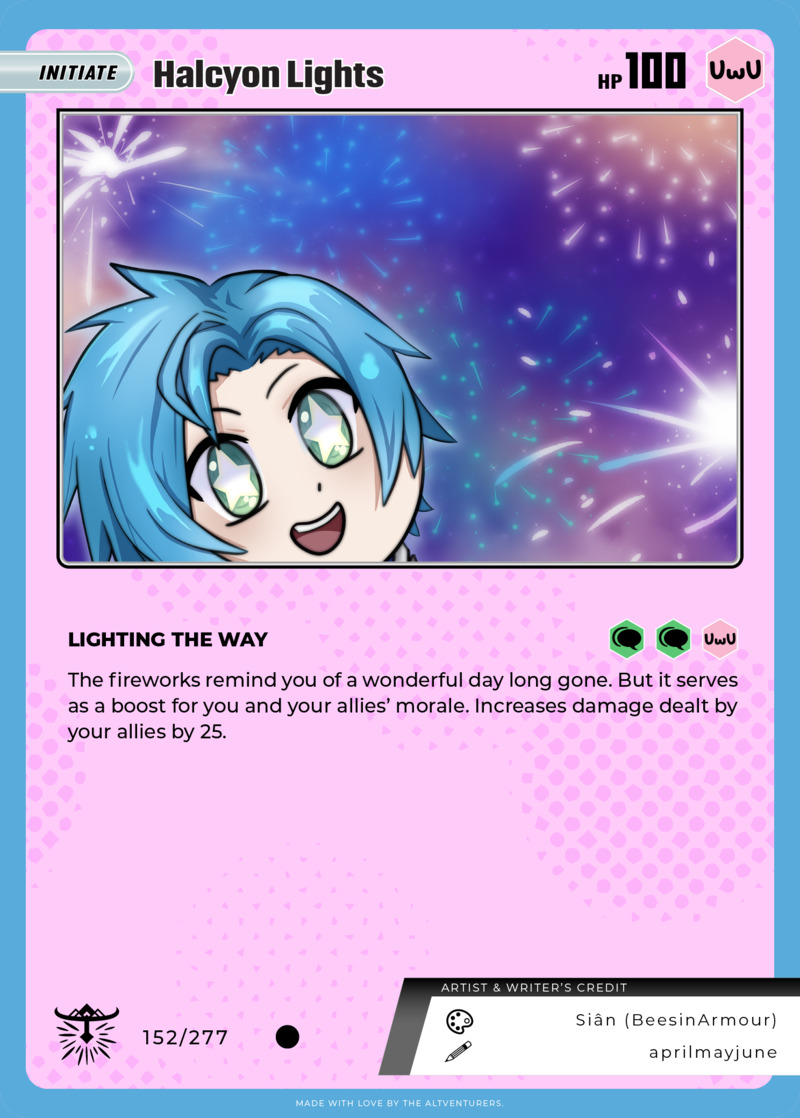 INITIATE
Halcyon Lights
HP 100
UwU
LIGHTING THE WAY
UwU
The fireworks remind you of a wonderful day long gone. But it serves
as a boost for you and your allies’ morale. Increases damage dealt by
your allies by 25.
ARTIST & WRITER’S CREDIT
Siân (BeesinArmour)
aprilmayjune
152/277
MADE WITH LOVE BY THE ALTVENTURERS.